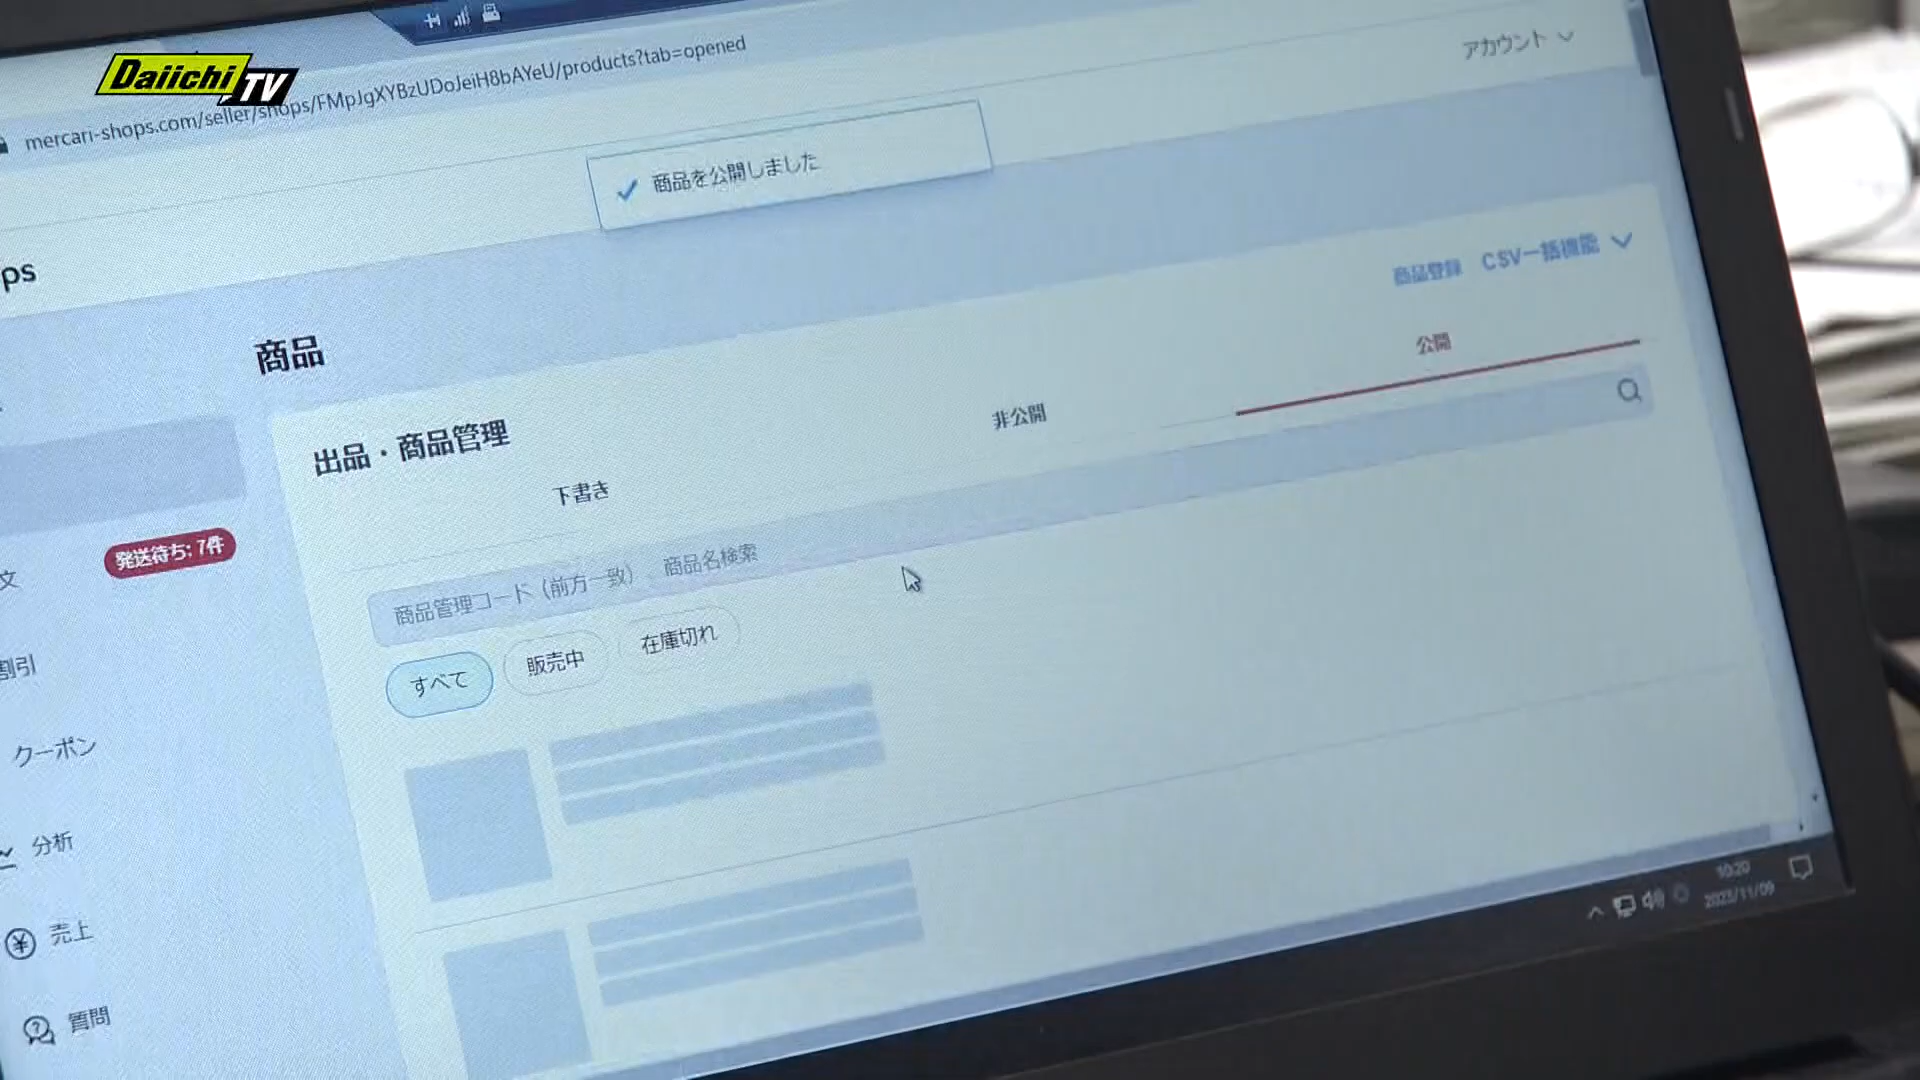 Daiichi TV
mercari-shops.com/seller/shops/FMpJgXYBzUDoJeiH8bAYeU/products?tab=opened
アカウント
商品を公開しました
ps
商品登録 CSV一括機能
商品
公開
非公開
出品・商品管理
下書き
発送待ち: 7件
文
商品管理コード（前方一致）、商品名検索
すべて 販売中 在庫切れ
割引
クーポン
分析
売上
質問
10:20
2023/11/09